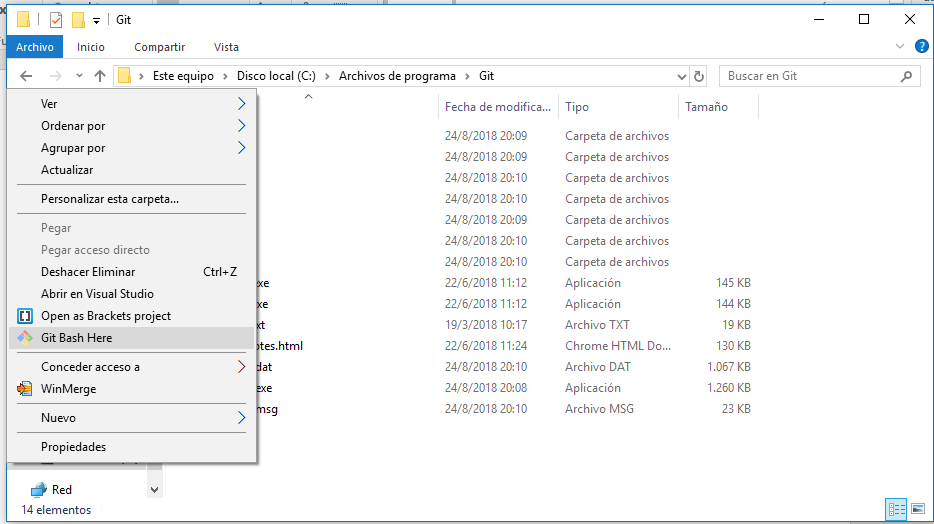 Git
Archivo Inicio Compartir Vista
Este equipo > Disco local (C:) > Archivos de programa > Git
Buscar en Git
Fecha de modifica... Tipo Tamaño
24/8/2018 20:09 Carpeta de archivos
24/8/2018 20:09 Carpeta de archivos
24/8/2018 20:10 Carpeta de archivos
24/8/2018 20:10 Carpeta de archivos
24/8/2018 20:09 Carpeta de archivos
24/8/2018 20:10 Carpeta de archivos
24/8/2018 20:10 Carpeta de archivos
exe 22/6/2018 11:12 Aplicación 145 KB
exe 22/6/2018 11:12 Aplicación 144 KB
xt 19/3/2018 10:17 Archivo TXT 19 KB
otes.html 22/6/2018 11:24 Chrome HTML Do... 130 KB
dat 24/8/2018 20:10 Archivo DAT 1.067 KB
exe 24/8/2018 20:08 Aplicación 1.260 KB
msg 24/8/2018 20:10 Archivo MSG 23 KB
Ver
Ordenar por
Agrupar por
Actualizar
Personalizar esta carpeta...
Pegar
Pegar acceso directo
Deshacer Eliminar Ctrl+Z
Abrir en Visual Studio
Open as Brackets project
Git Bash Here
Conceder acceso a
WinMerge
Nuevo
Propiedades
Red
14 elementos